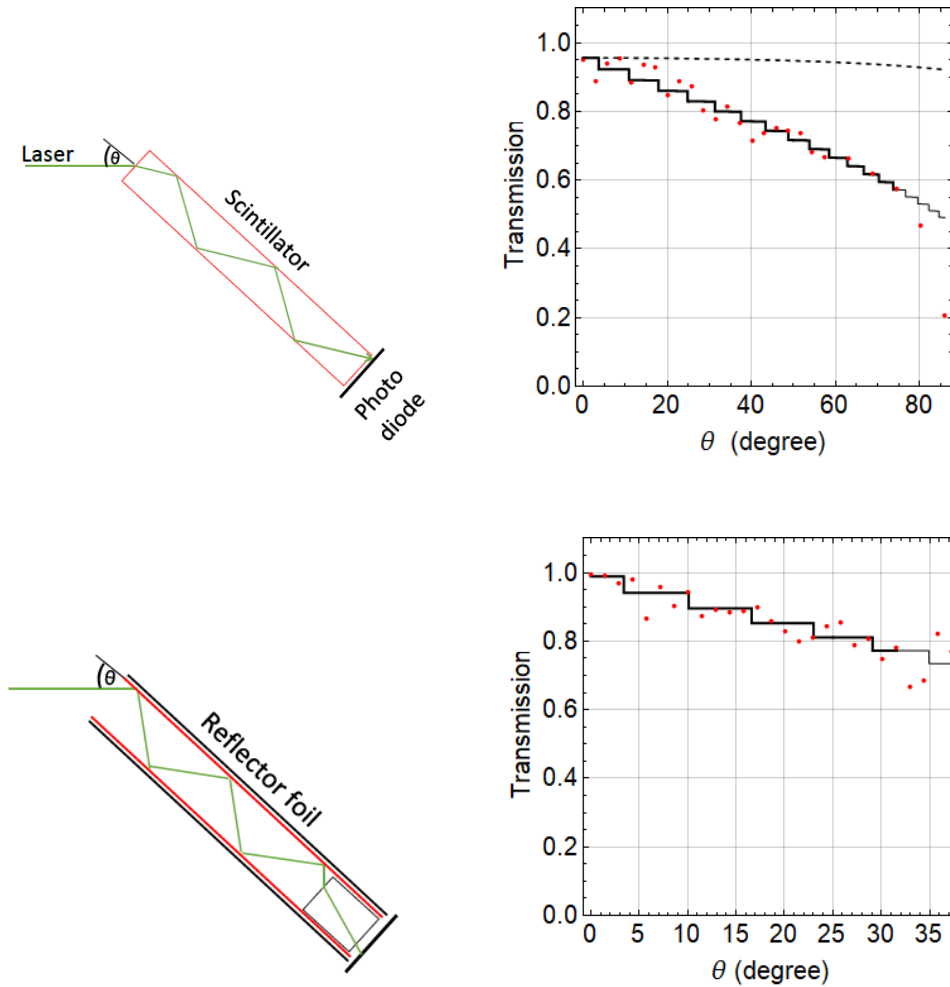 Laser
θ
Scintillator
Photo
diode
Transmission
1.0
0.8
0.6
0.4
0.2
0.0
0 20 40 60 80
θ (degree)
θ
Reflector foil
Transmission
1.0
0.8
0.6
0.4
0.2
0.0
0 5 10 15 20 25 30 35
θ (degree)